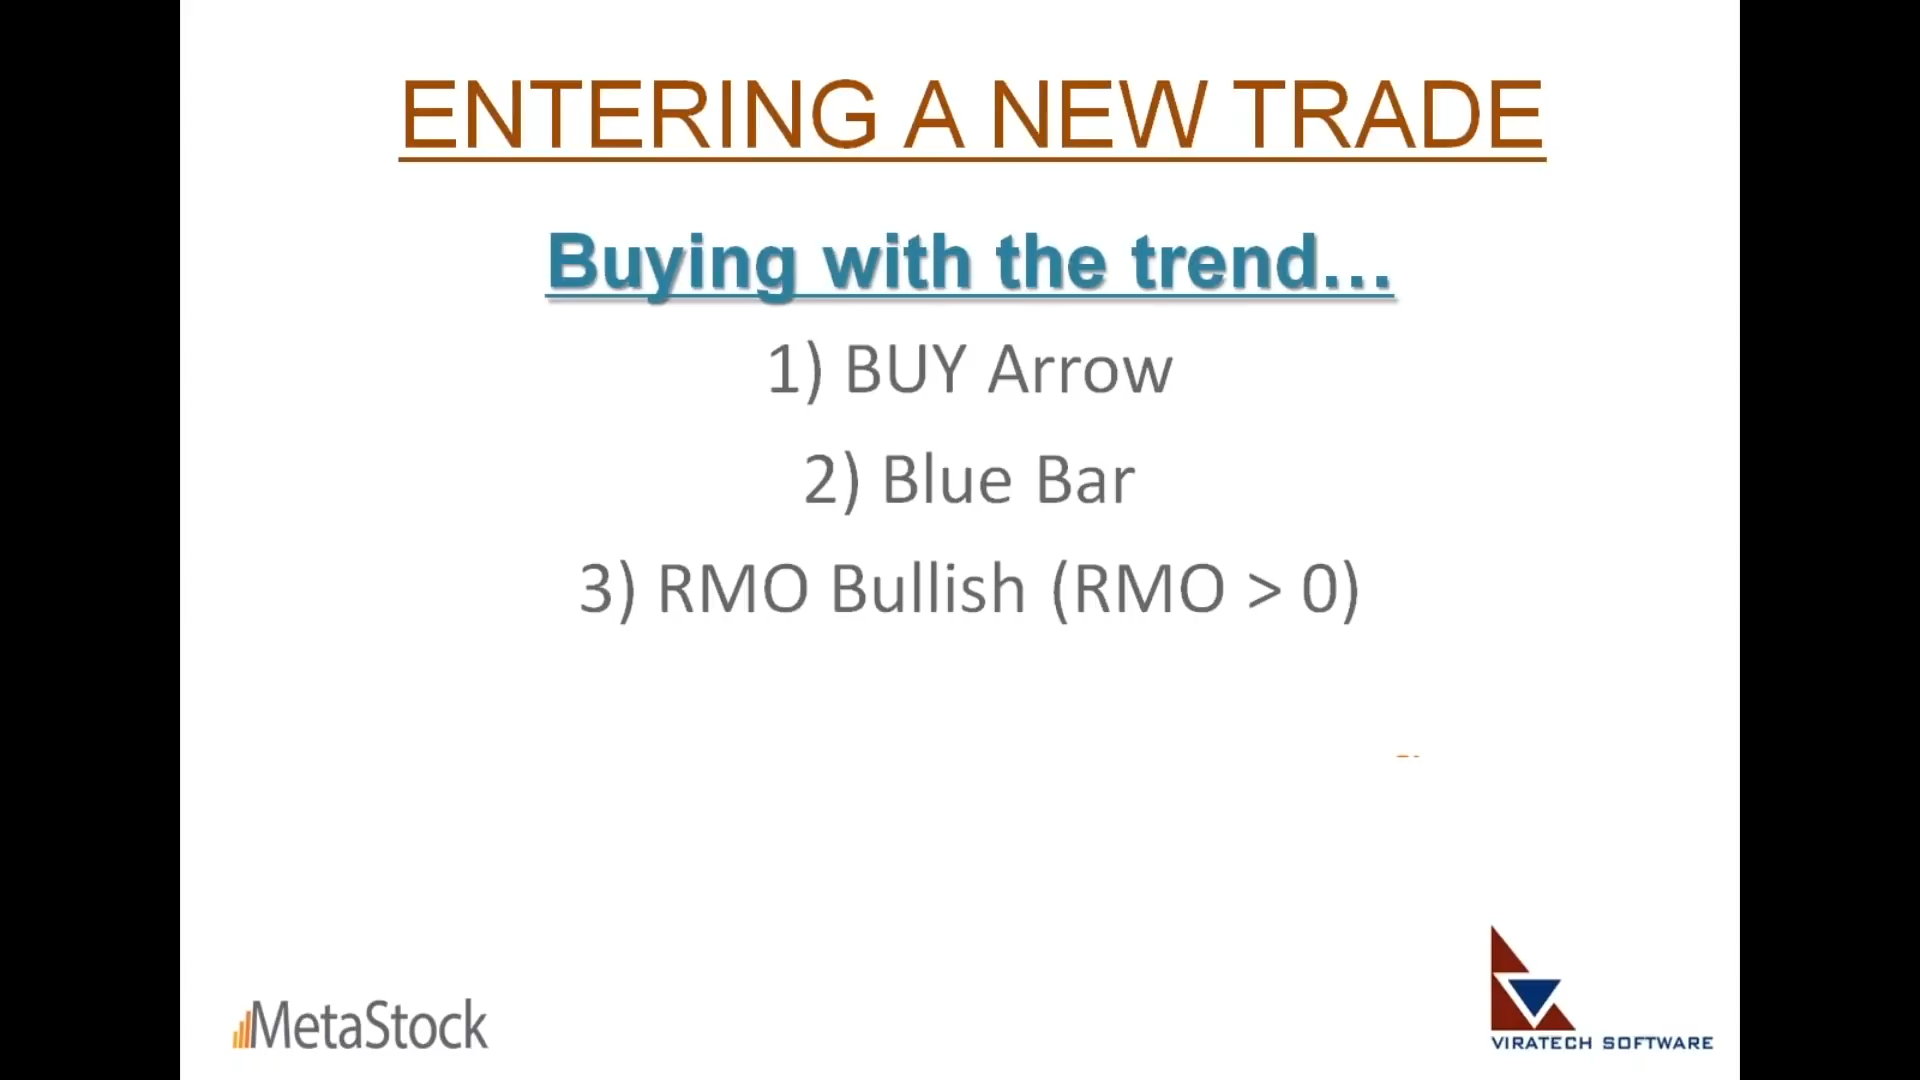 ENTERING A NEW TRADE
Buying with the trend...
1) BUY Arrow
2) Blue Bar
3) RMO Bullish (RMO > 0)
MetaStock
VIRATECH SOFTWARE